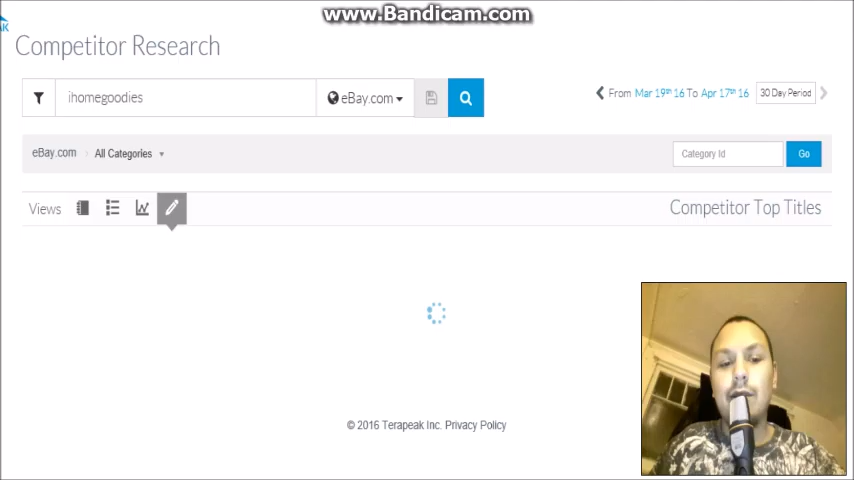 www.Bandicam.com
AK
Competitor Research
ihomegoodies
eBay.com
From Mar 19th 16 To Apr 17th 16
30 Day Period
eBay.com
All Categories
Category Id
Go
Views
Competitor Top Titles
© 2016 Terapeak Inc. Privacy Policy